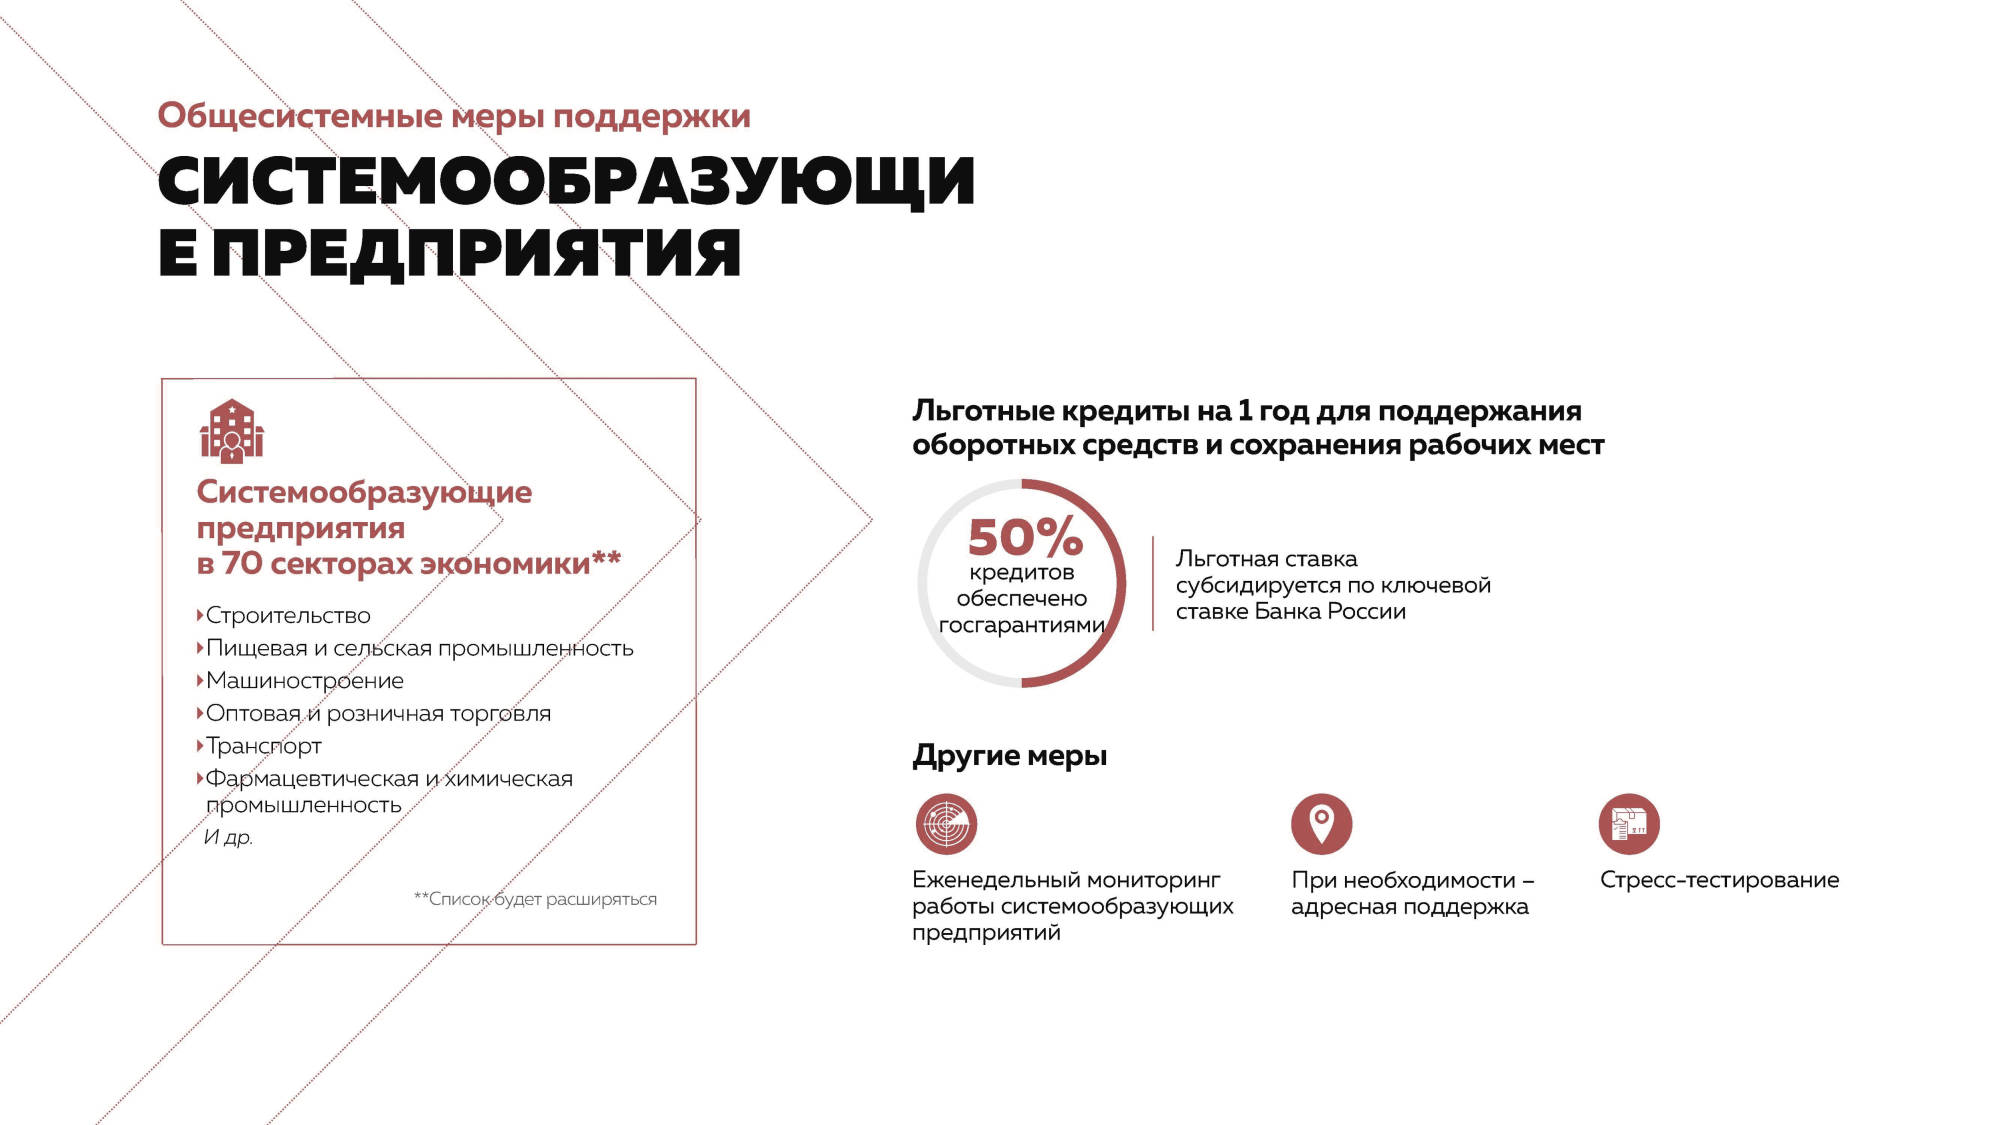 Общесистемные меры поддержки
СИСТЕМООБРАЗУЮЩИ
Е ПРЕДПРИЯТИЯ
Системообразующие
предприятия
в 70 секторах экономики**
Строительство
Пищевая и сельская промышленность
Машиностроение
Оптовая и розничная торговля
Транспорт
Фармацевтическая и химическая
промышленность
И др.
**Список будет расширяться
Льготные кредиты на 1 год для поддержания
оборотных средств и сохранения рабочих мест
50%
кредитов
обеспечено
госгарантиями
Льготная ставка
субсидируется по ключевой
ставке Банка России
Другие меры
Еженедельный мониторинг
работы системообразующих
предприятий
При необходимости –
адресная поддержка
Стресс-тестирование